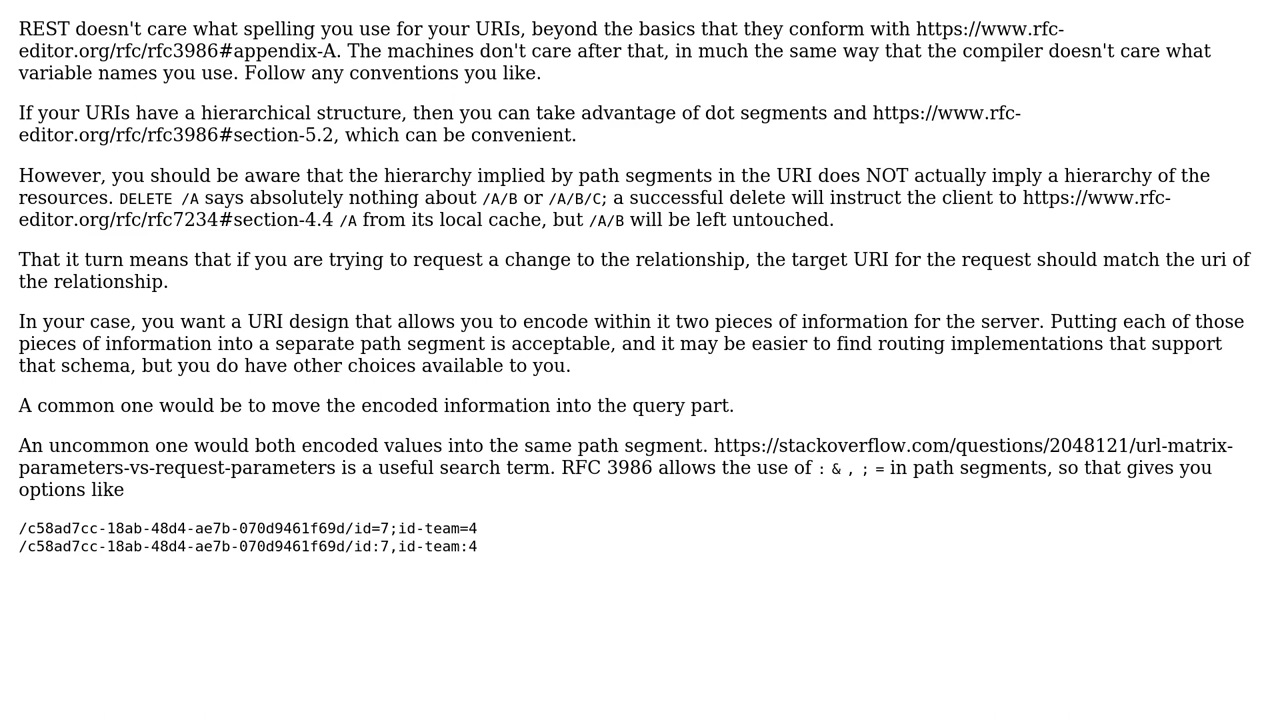 REST doesn't care what spelling you use for your URIs, beyond the basics that they conform with https://www.rfc-
editor.org/rfc/rfc3986#appendix-A. The machines don't care after that, in much the same way that the compiler doesn't care what
variable names you use. Follow any conventions you like.
If your URIs have a hierarchical structure, then you can take advantage of dot segments and https://www.rfc-
editor.org/rfc/rfc3986#section-5.2, which can be convenient.
However, you should be aware that the hierarchy implied by path segments in the URI does NOT actually imply a hierarchy of the
resources. DELETE /A says absolutely nothing about /A/B or /A/B/C; a successful delete will instruct the client to https://www.rfc-
editor.org/rfc/rfc7234#section-4.4 /A from its local cache, but /A/B will be left untouched.
That it turn means that if you are trying to request a change to the relationship, the target URI for the request should match the uri of
the relationship.
In your case, you want a URI design that allows you to encode within it two pieces of information for the server. Putting each of those
pieces of information into a separate path segment is acceptable, and it may be easier to find routing implementations that support
that schema, but you do have other choices available to you.
A common one would be to move the encoded information into the query part.
An uncommon one would both encoded values into the same path segment. https://stackoverflow.com/questions/2048121/url-matrix-
parameters-vs-request-parameters is a useful search term. RFC 3986 allows the use of : & , ; = in path segments, so that gives you
options like
/c58ad7cc-18ab-48d4-ae7b-070d9461f69d/id=7;id-team=4
/c58ad7cc-18ab-48d4-ae7b-070d9461f69d/id:7,id-team:4